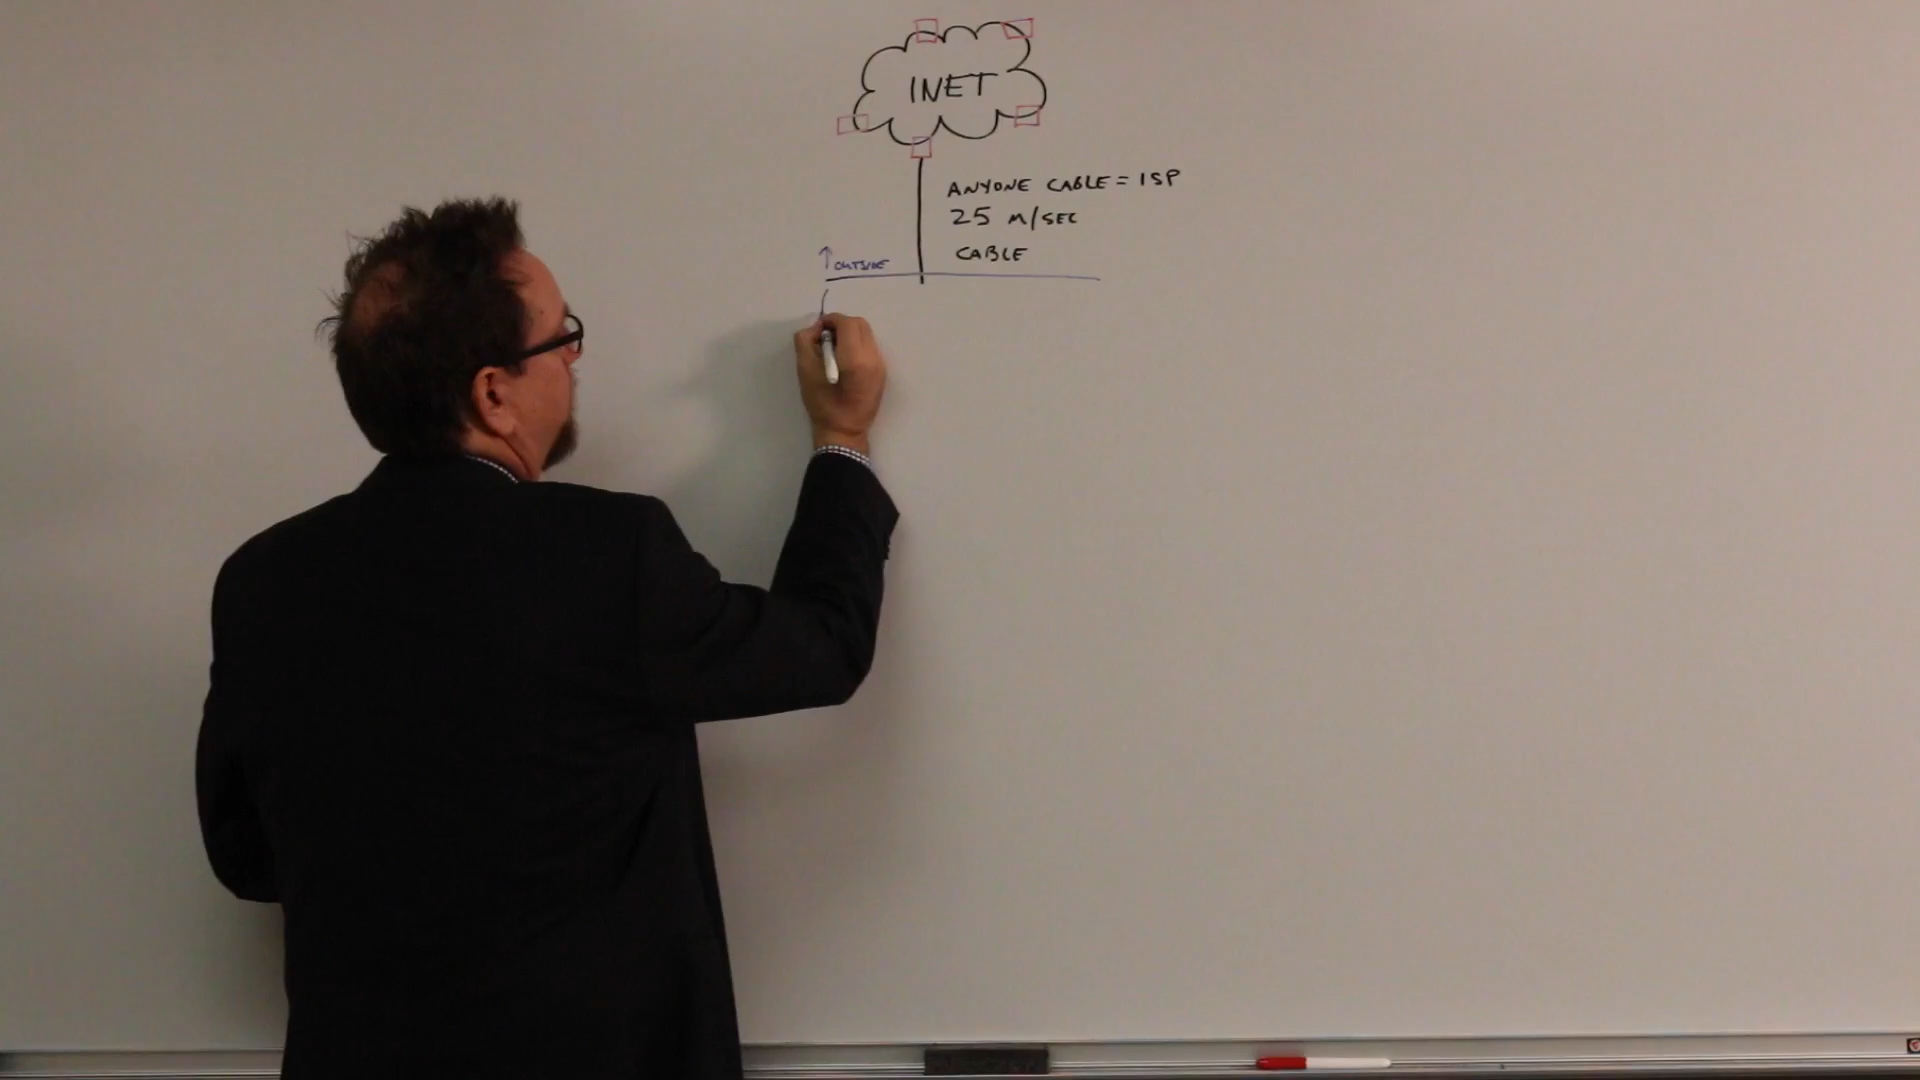 INET
ANYONE CABLE = ISP
25 M/SEC
CABLE
↑ OUTSIDE